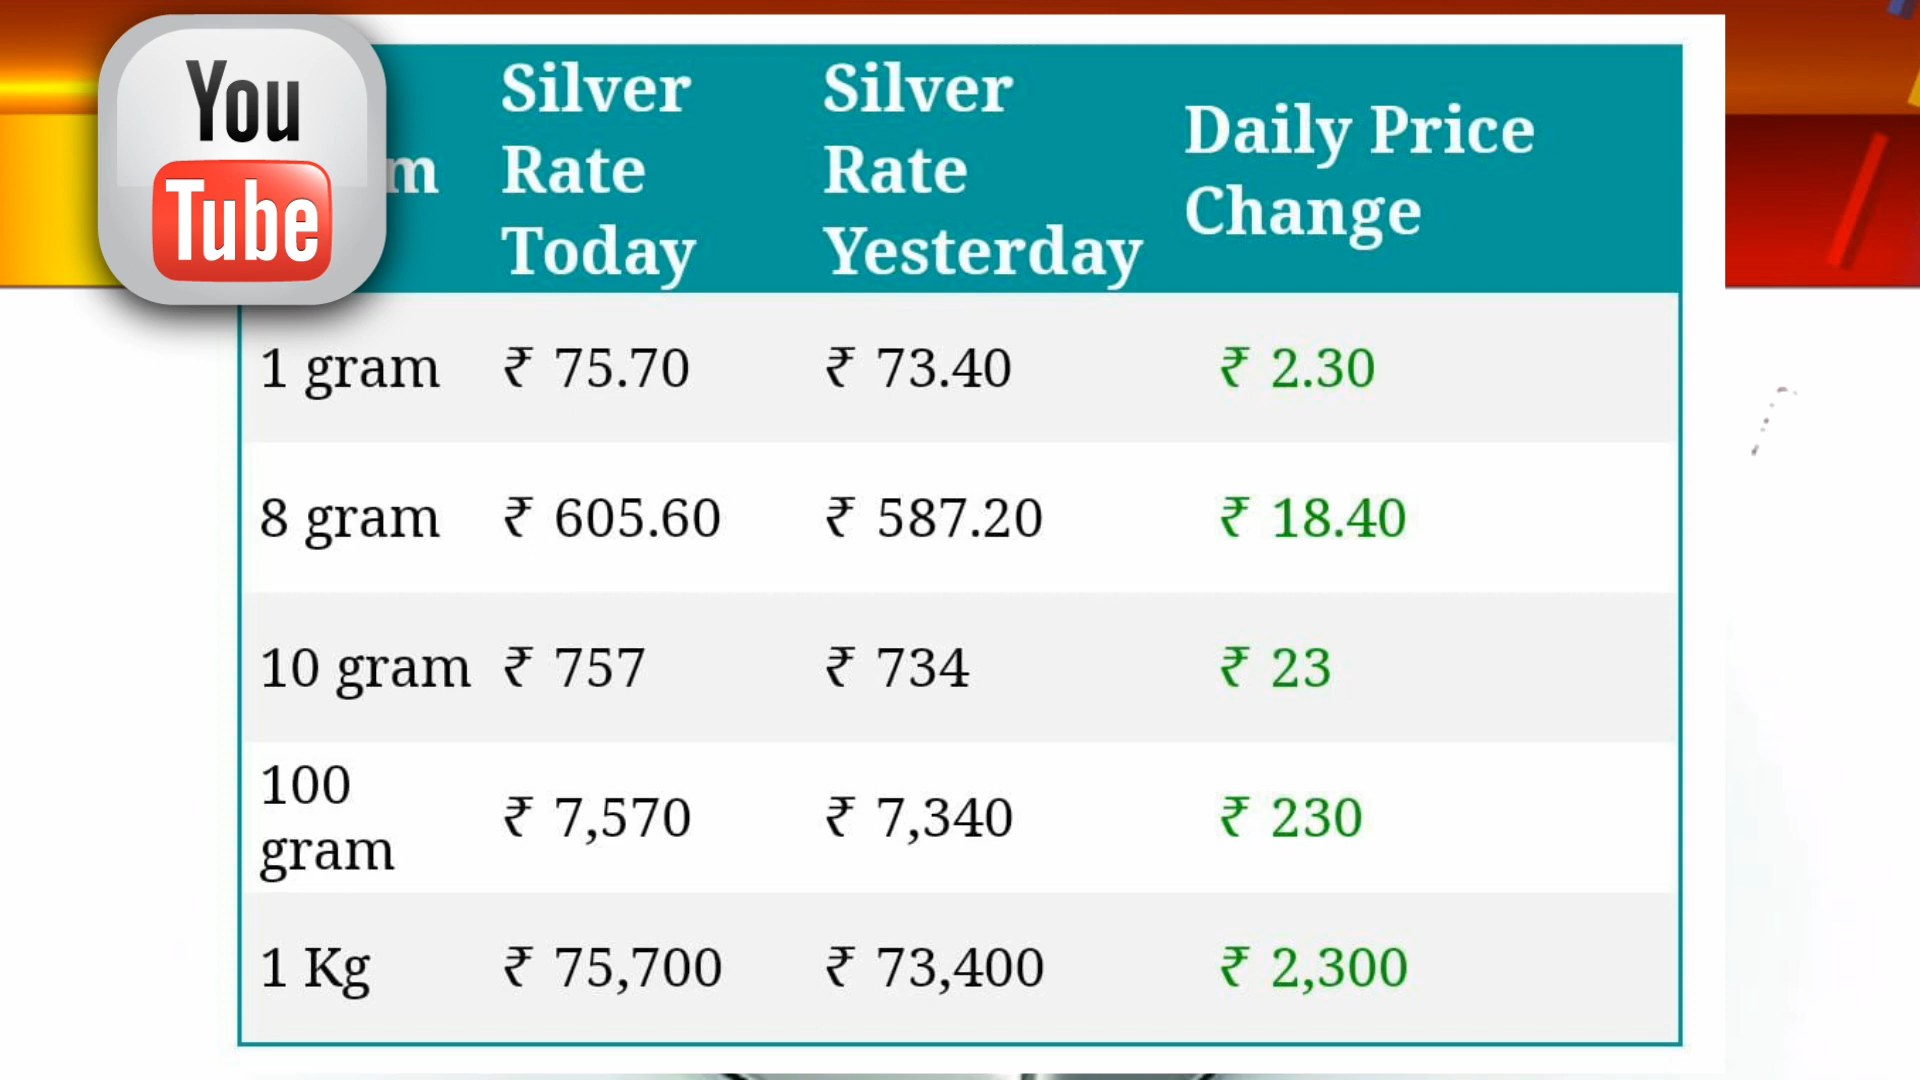 You
Tube
Silver
Rate
Today
Silver
Rate
Yesterday
Daily Price
Change
1 gram ₹ 75.70 ₹ 73.40 ₹ 2.30
8 gram ₹ 605.60 ₹ 587.20 ₹ 18.40
10 gram ₹ 757 ₹ 734 ₹ 23
100
gram ₹ 7,570 ₹ 7,340 ₹ 230
1 Kg ₹ 75,700 ₹ 73,400 ₹ 2,300